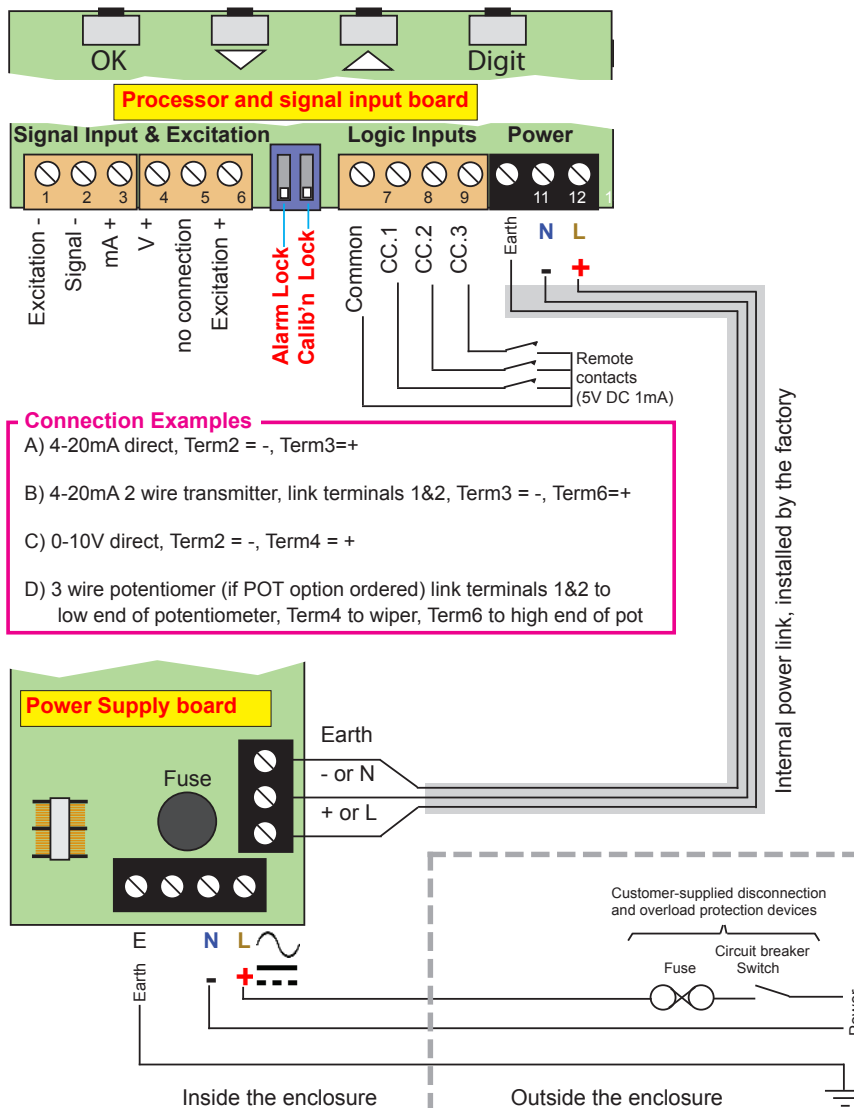 OK
Digit
Processor and signal input board
Signal Input & Excitation
Logic Inputs
Power
1 2 3 4 5 6
7 8 9
11 12
Excitation -
Signal -
mA +
V +
no connection
Excitation +
Alarm Lock
Calib'n Lock
Common
CC.1
CC.2
CC.3
Earth
N L
- +
Remote
contacts
(5V DC 1mA)
Internal power link, installed by the factory
Connection Examples
A) 4-20mA direct, Term2 = -, Term3=+
B) 4-20mA 2 wire transmitter, link terminals 1&2, Term3 = -, Term6=+
C) 0-10V direct, Term2 = -, Term4 = +
D) 3 wire potentiomer (if POT option ordered) link terminals 1&2 to
low end of potentiometer, Term4 to wiper, Term6 to high end of pot
Power Supply board
Fuse
Earth
- or N
+ or L
E N L
Earth
- +
Customer-supplied disconnection
and overload protection devices
Fuse
Circuit breaker
Switch
Power
Inside the enclosure
Outside the enclosure